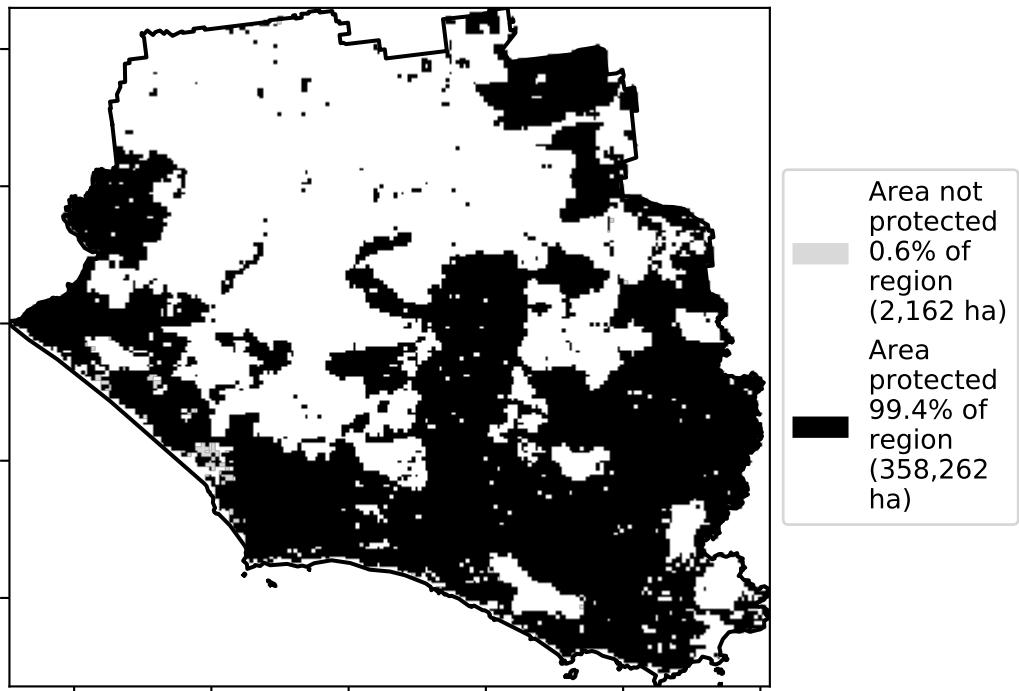 Area not
protected
0.6% of
region
(2,162 ha)
Area
protected
99.4% of
region
(358,262
ha)